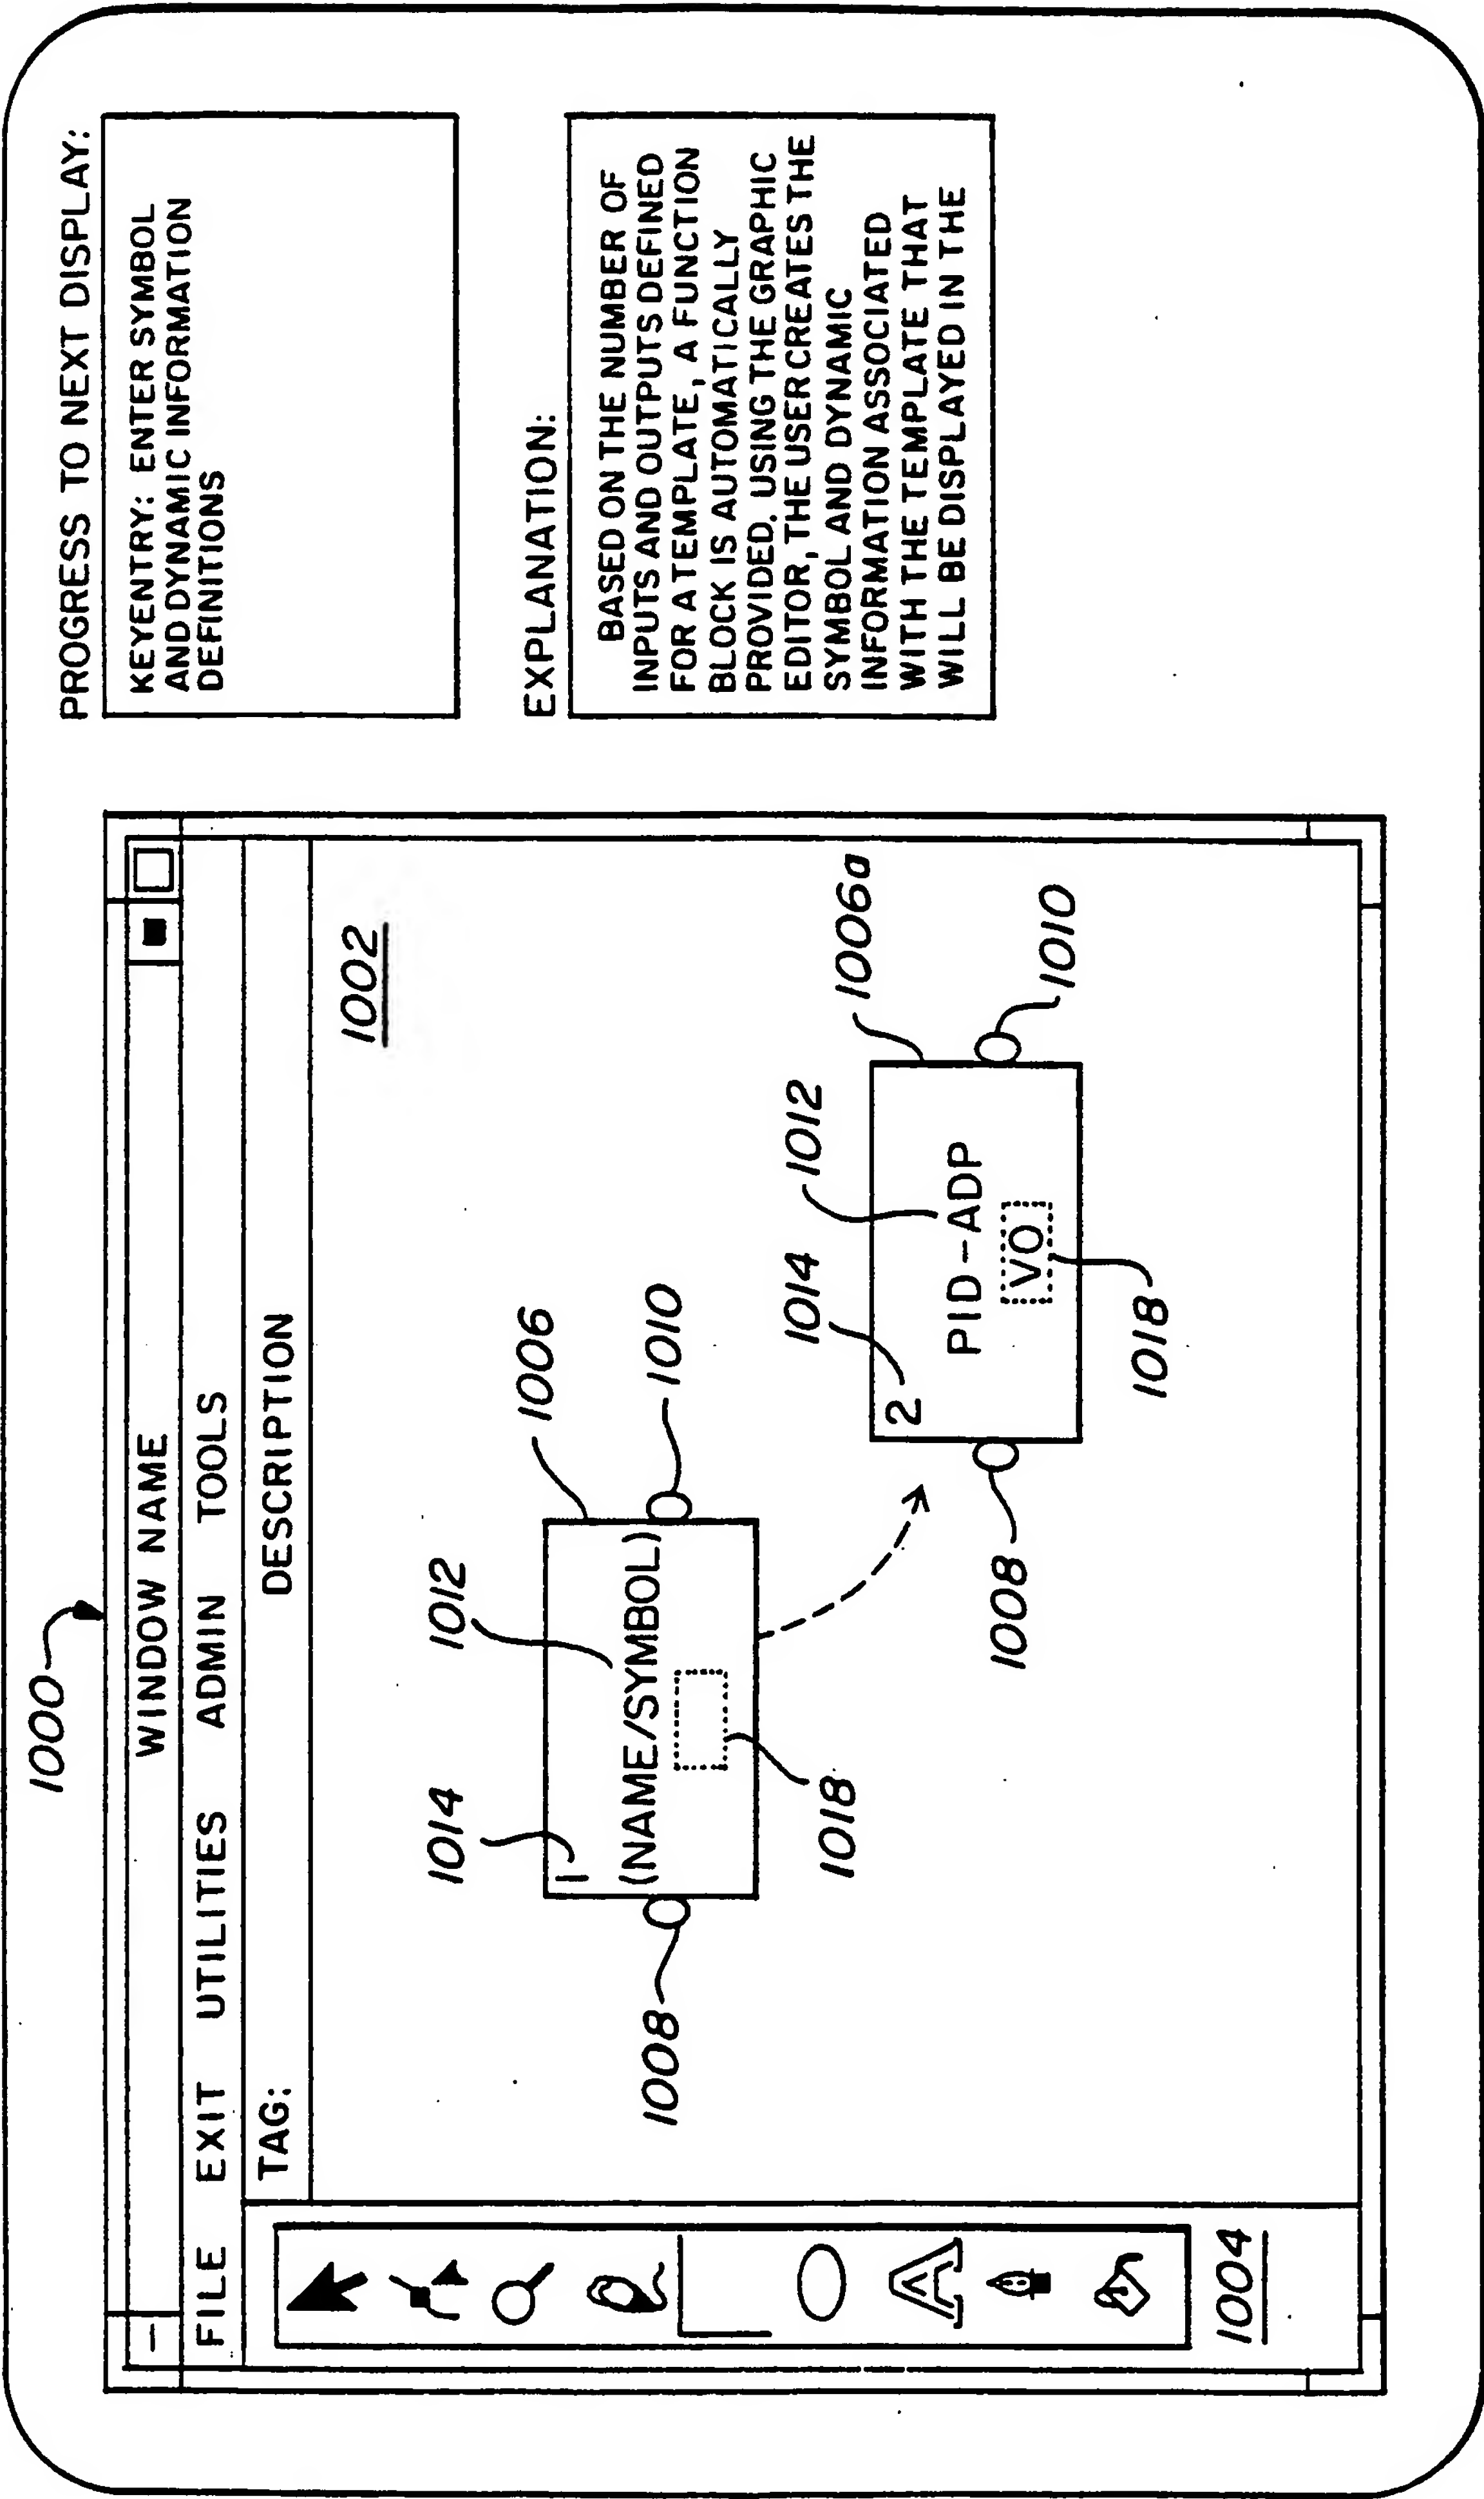 1000
WINDOW NAME
FILE EXIT UTILITIES ADMIN TOOLS
TAG: DESCRIPTION
1002
1014
1012
1006
1
(NAME/SYMBOL)
1008
1010
1018
1014
1012
1006a
2
PID-ADP
VO
1008
1010
1018
1004
PROGRESS TO NEXT DISPLAY:
KEYENTRY: ENTER SYMBOL
AND DYNAMIC INFORMATION
DEFINITIONS
EXPLANATION:
BASED ON THE NUMBER OF
INPUTS AND OUTPUTS DEFINED
FOR A TEMPLATE, A FUNCTION
BLOCK IS AUTOMATICALLY
PROVIDED. USING THE GRAPHIC
EDITOR, THE USER CREATES THE
SYMBOL AND DYNAMIC
INFORMATION ASSOCIATED
WITH THE TEMPLATE THAT
WILL BE DISPLAYED IN THE